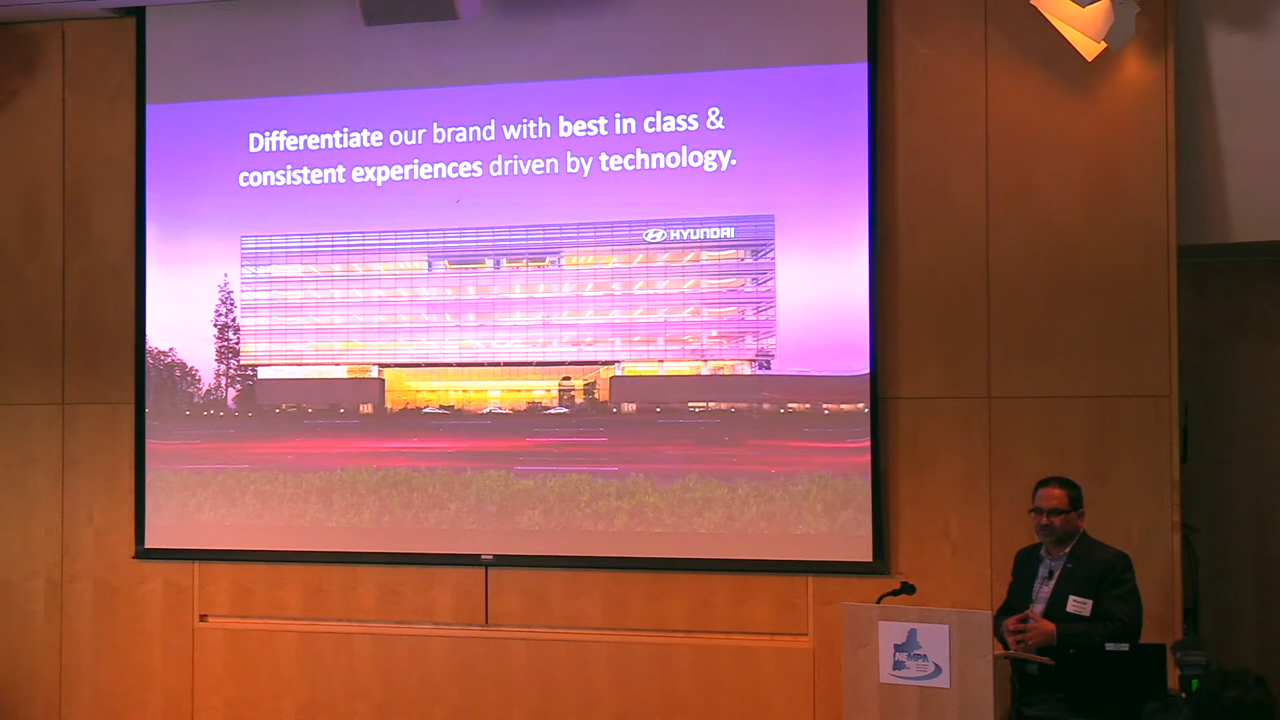 Differentiate our brand with best in class &
consistent experiences driven by technology.
HYUNDAI
NEMPA